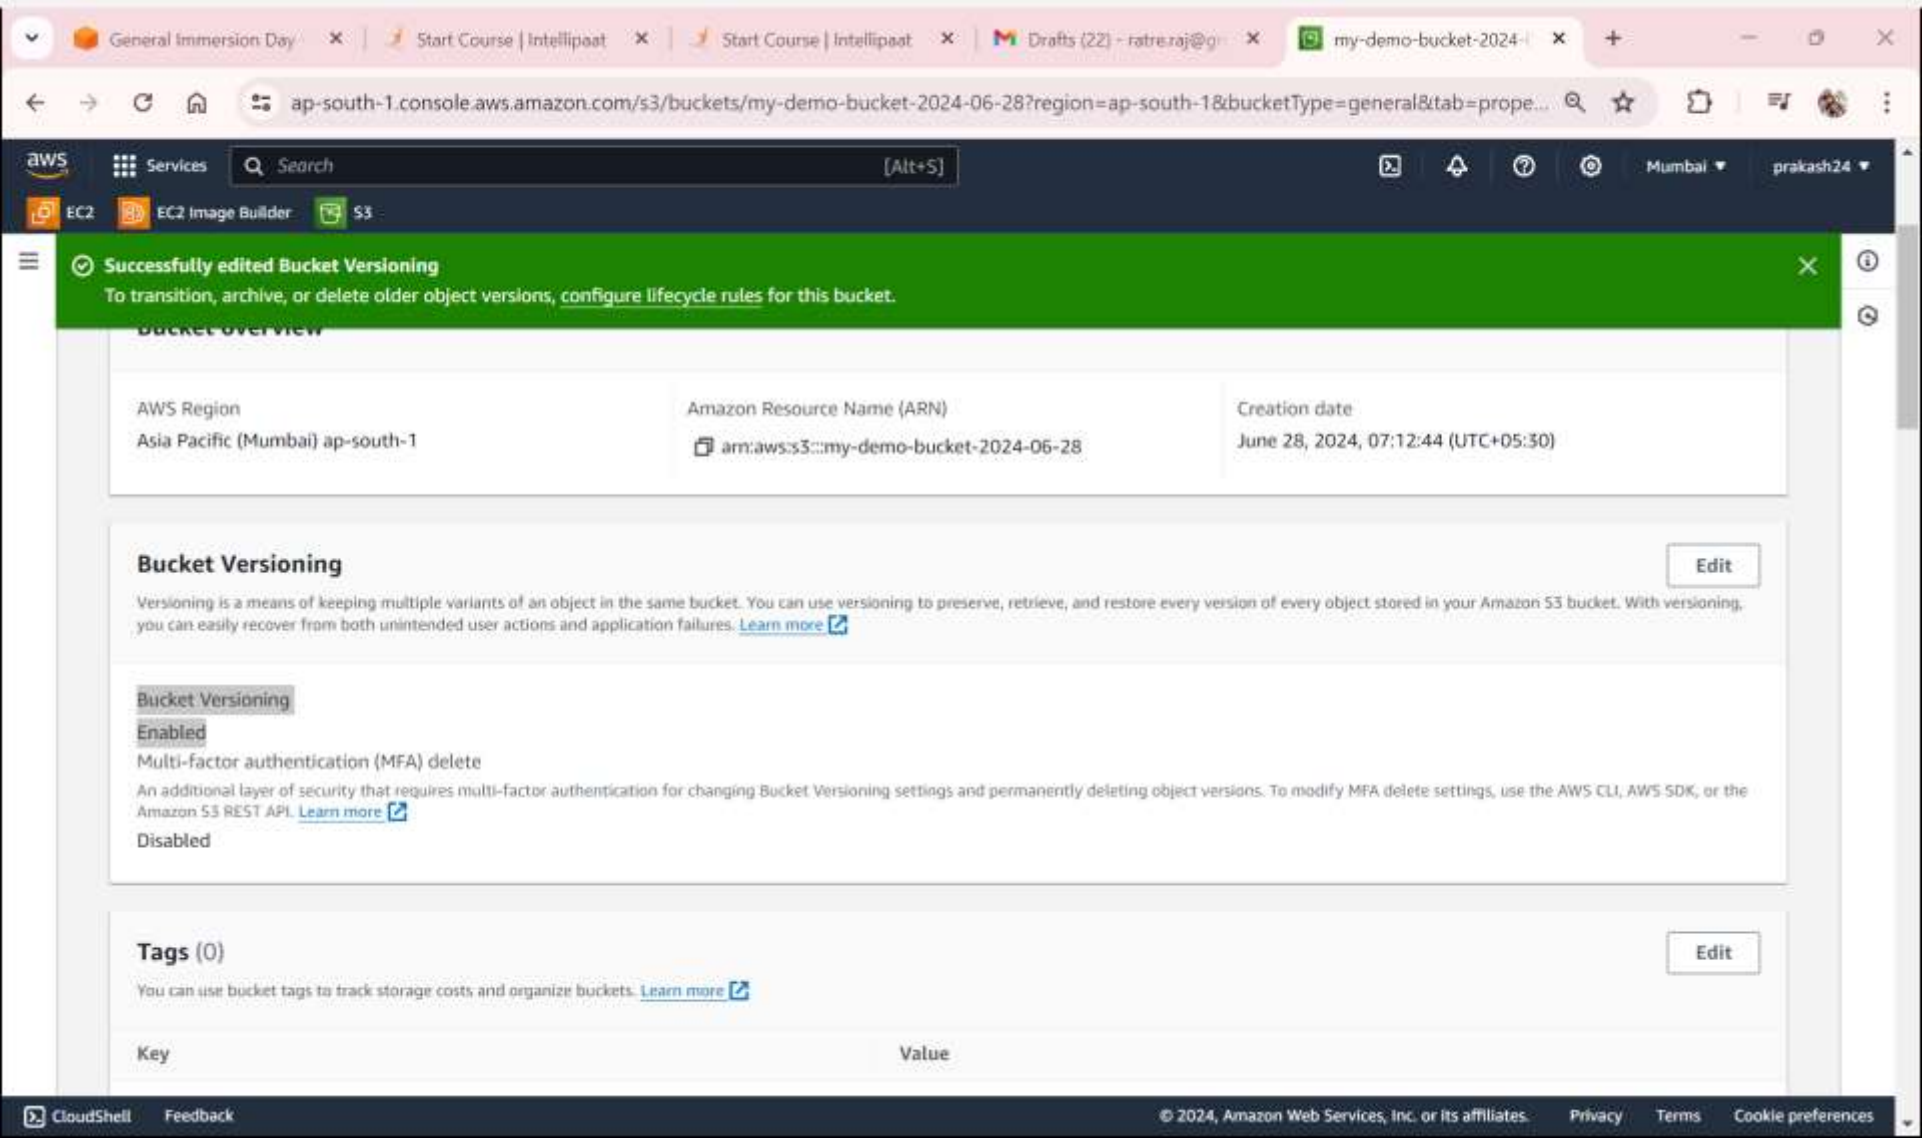 General Immersion Day
Start Course | Intellipaat
Start Course | Intellipaat
Drafts (22) - ratre.raj@g
my-demo-bucket-2024-
ap-south-1.console.aws.amazon.com/s3/buckets/my-demo-bucket-2024-06-28?region=ap-south-1&bucketType=general&tab=prope...
aws
Services
Search
[Alt+S]
Mumbai
prakash24
EC2
EC2 Image Builder
S3
Successfully edited Bucket Versioning
To transition, archive, or delete older object versions, configure lifecycle rules for this bucket.
Bucket overview
AWS Region
Asia Pacific (Mumbai) ap-south-1
Amazon Resource Name (ARN)
arn:aws:s3:::my-demo-bucket-2024-06-28
Creation date
June 28, 2024, 07:12:44 (UTC+05:30)
Bucket Versioning
Edit
Versioning is a means of keeping multiple variants of an object in the same bucket. You can use versioning to preserve, retrieve, and restore every version of every object stored in your Amazon S3 bucket. With versioning,
you can easily recover from both unintended user actions and application failures. Learn more
Bucket Versioning
Enabled
Multi-factor authentication (MFA) delete
An additional layer of security that requires multi-factor authentication for changing Bucket Versioning settings and permanently deleting object versions. To modify MFA delete settings, use the AWS CLI, AWS SDK, or the
Amazon S3 REST API. Learn more
Disabled
Tags (0)
Edit
You can use bucket tags to track storage costs and organize buckets. Learn more
Key
Value
CloudShell
Feedback
© 2024, Amazon Web Services, Inc. or its affiliates.
Privacy
Terms
Cookie preferences